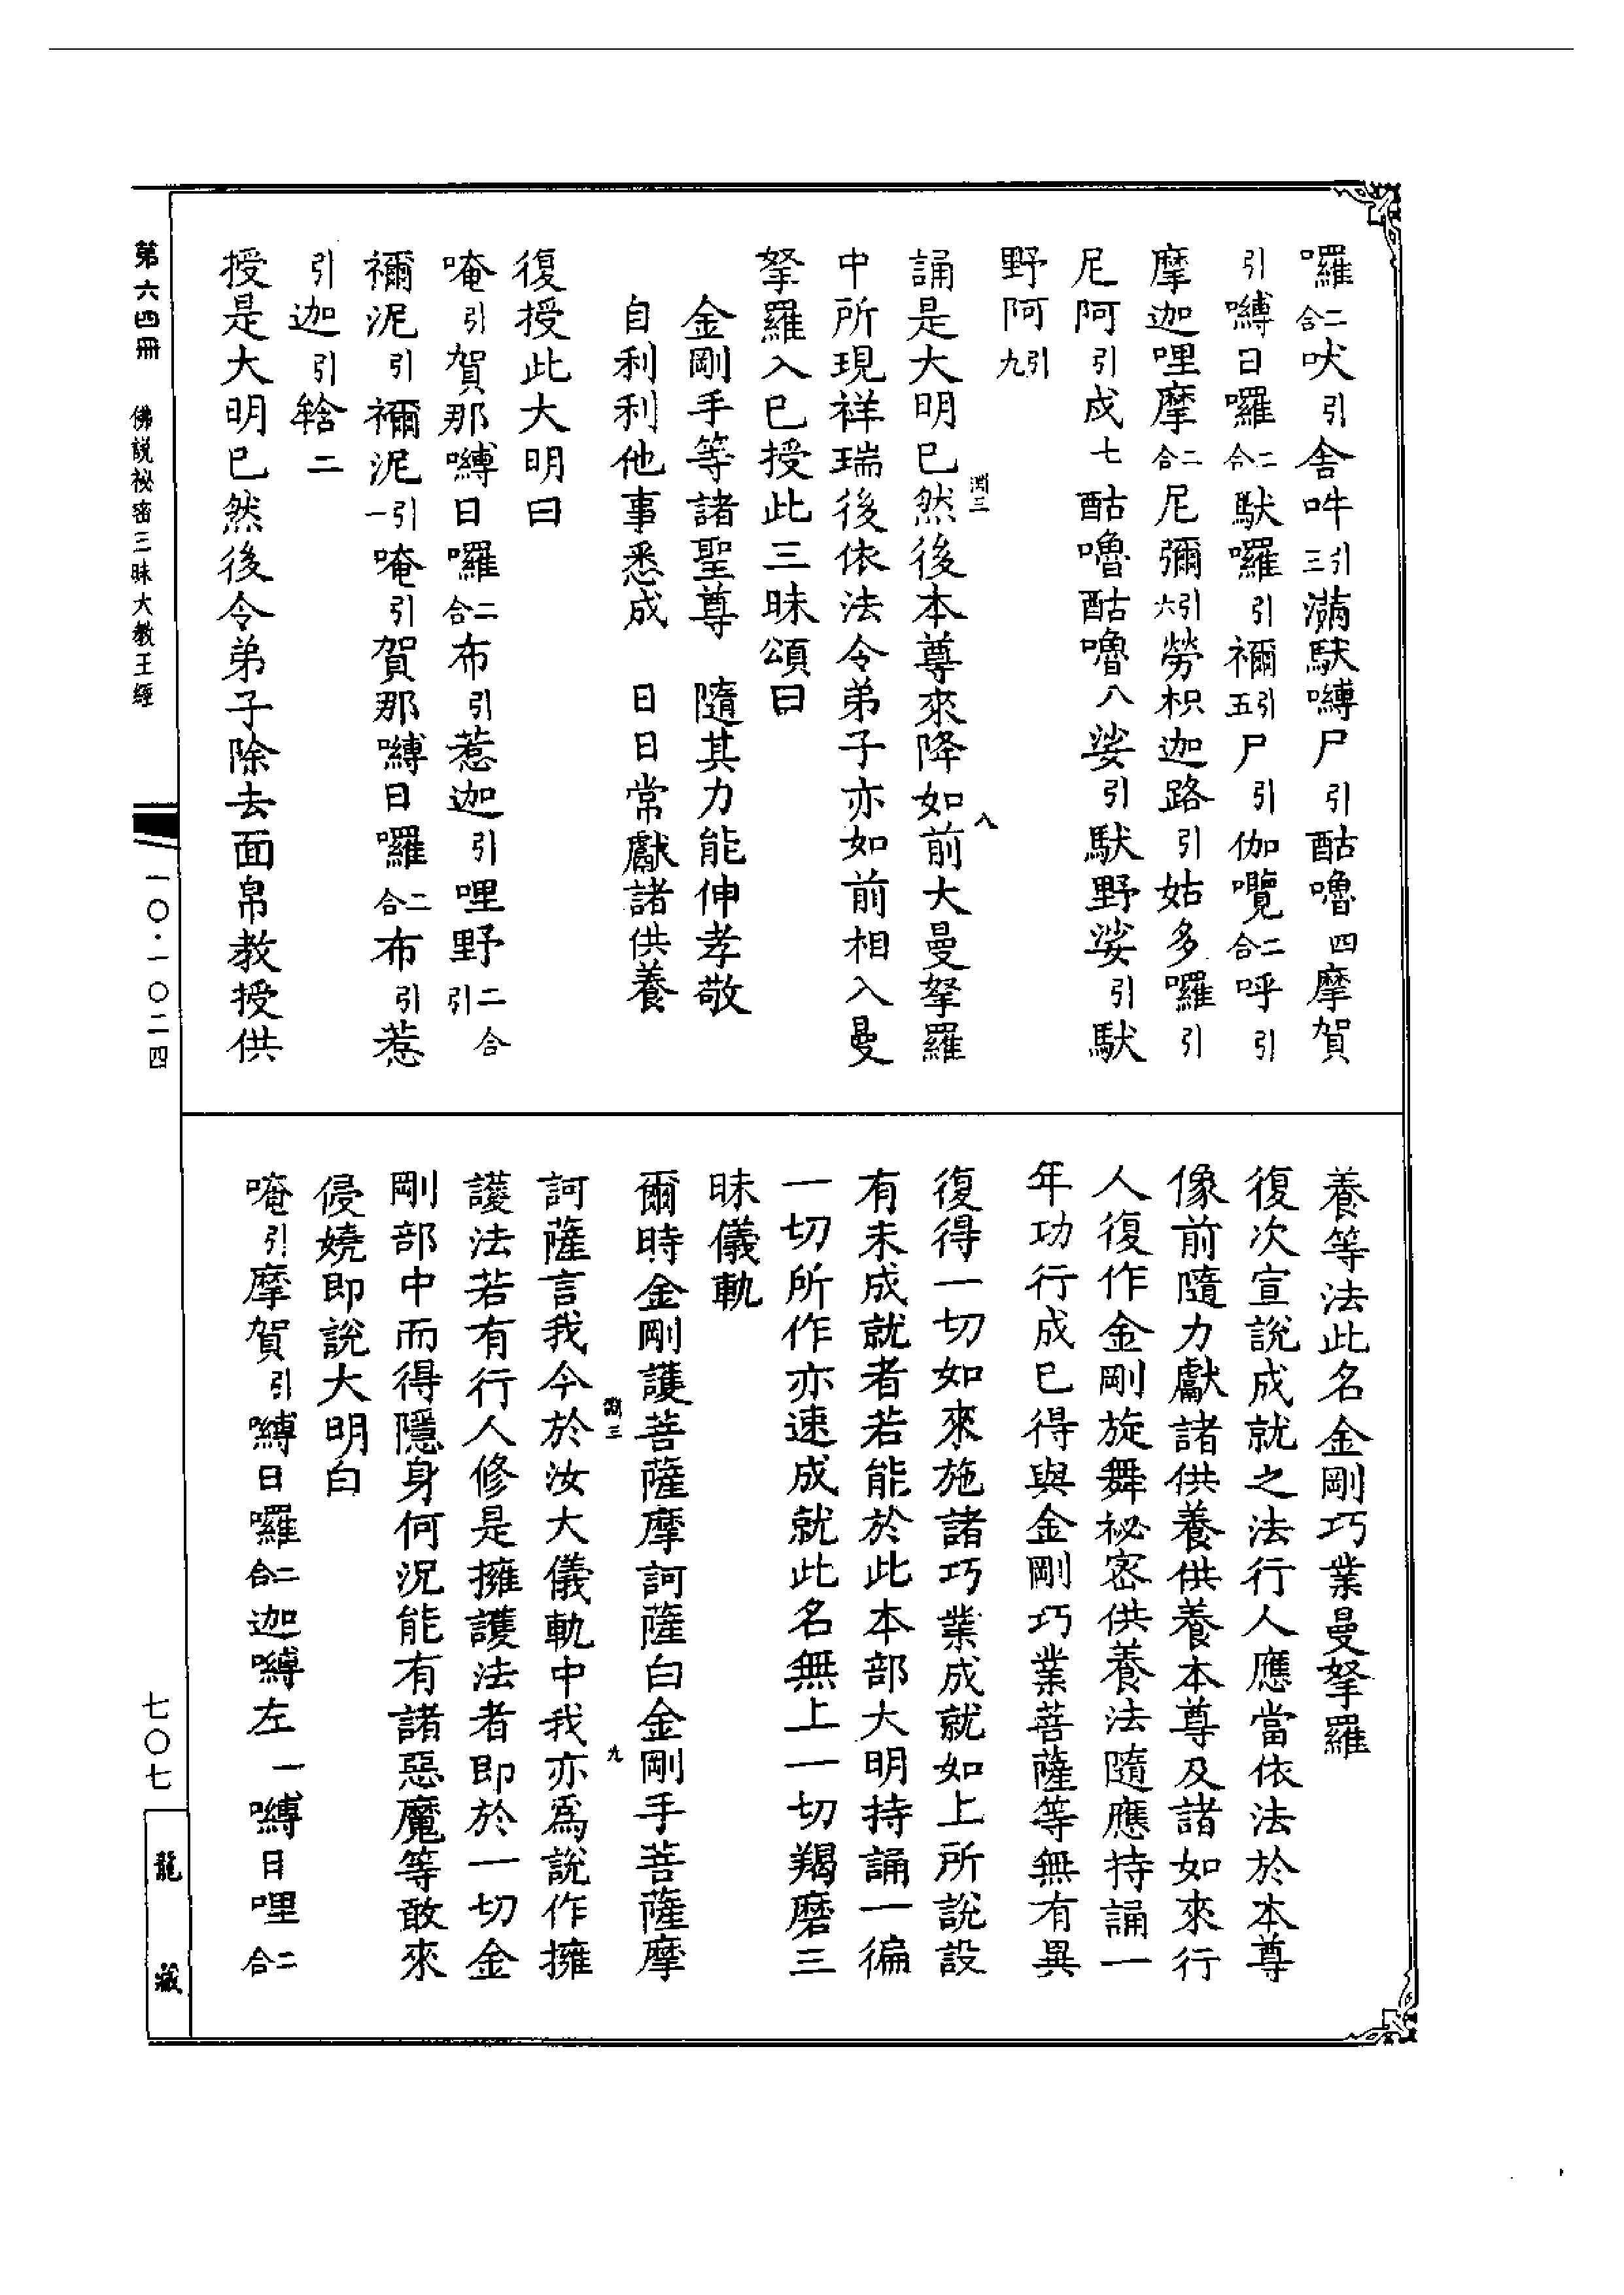 囉二合吠引舍吽引三滿馱嚩尸引酤嚕四摩賀
引嚩日囉二合馱囉引禰引五尸引伽囕二合呼引
摩迦哩摩二合尼彌引六勞枳迦路引姑多囉引
尼阿引戍七酤嚕酤嚕八娑引馱野娑引馱
野阿引九
誦是大明已然後本尊來降如前大曼拏羅
淵三
八
中所現祥瑞後依法令弟子亦如前相入曼
拏羅入已授此三昧頌曰
金剛手等諸聖尊 隨其力能伸孝敬
自利利他事悉成 日日常獻諸供養
復授此大明曰
唵引賀那嚩日囉二合布引惹迦引哩野二合引
禰泥引禰泥引一唵引賀那嚩日囉二合布引惹
引迦引轄二
授是大明已然後令弟子除去面帛教授供
養等法此名金剛巧業曼拏羅
復次宣說成就之法行人應當依法於本尊
像前隨力獻諸供養供養本尊及諸如來行
人復作金剛旋舞祕密供養法隨應持誦一
年功行成已得與金剛巧業菩薩等無有異
復得一切如來施諸巧業成就如上所說設
有未成就者若能於此本部大明持誦一徧
一切所作亦速成就此名無上一切羯磨三
昧儀軌
爾時金剛護菩薩摩訶薩白金剛手菩薩摩
淵三
九
訶薩言我今於汝大儀軌中我亦爲說作擁
護法若有行人修是擁護法者即於一切金
剛部中而得隱身何況能有諸惡魔等敢來
侵嬈即說大明白
唵引摩賀引嚩日囉二合迦嚩左一嚩日哩二合
第六四冊 佛說祕密三昧大教王經
一〇·一〇二四
七〇七
龍藏